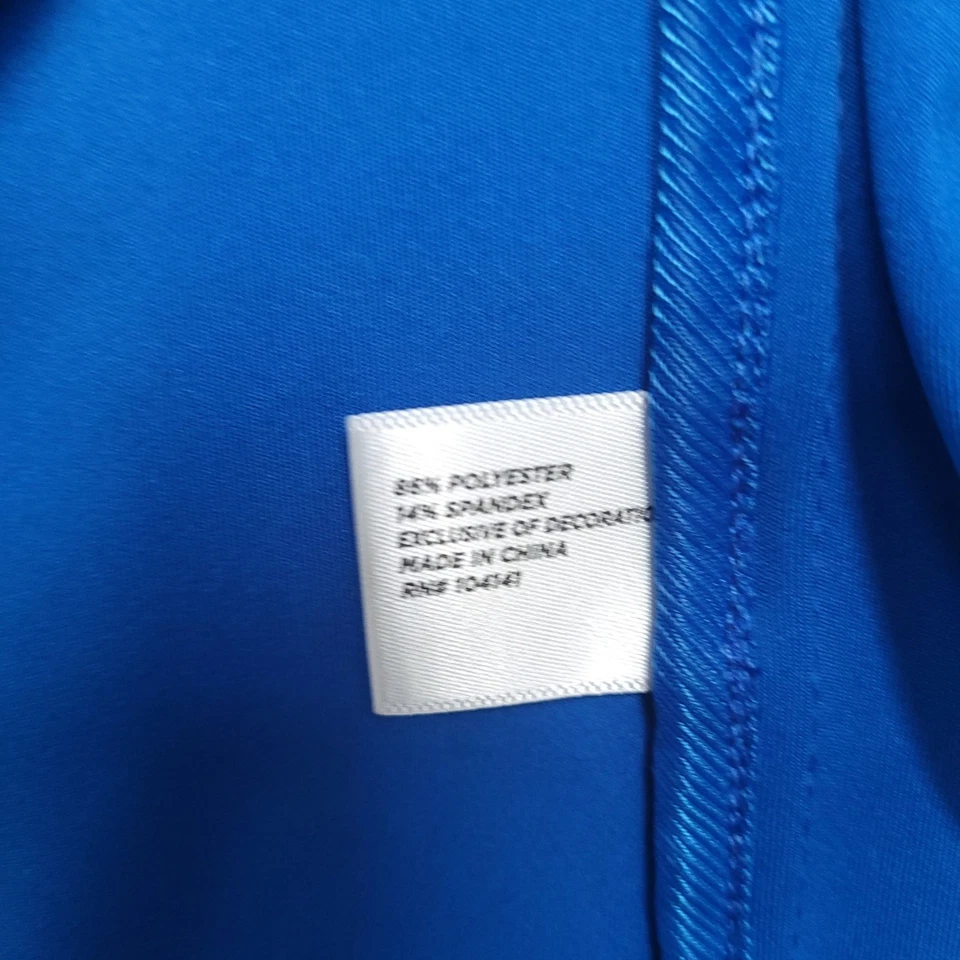 86% POLYESTER
14% SPANDEX
EXCLUSIVE OF DECORATIO
MADE IN CHINA
RN# 104141